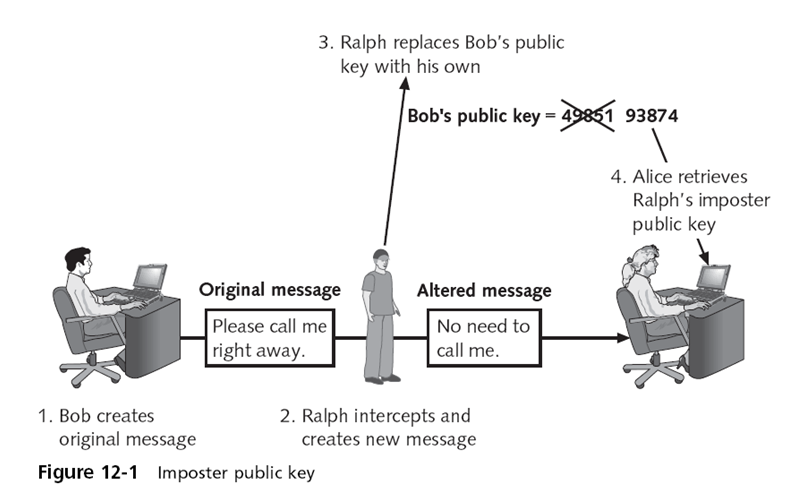 3. Ralph replaces Bob's public
key with his own
Bob's public key = 49851 93874
4. Alice retrieves
Ralph's imposter
public key
Original message
Altered message
Please call me
right away.
No need to
call me.
1. Bob creates
original message
2. Ralph intercepts and
creates new message
Figure 12-1 Imposter public key